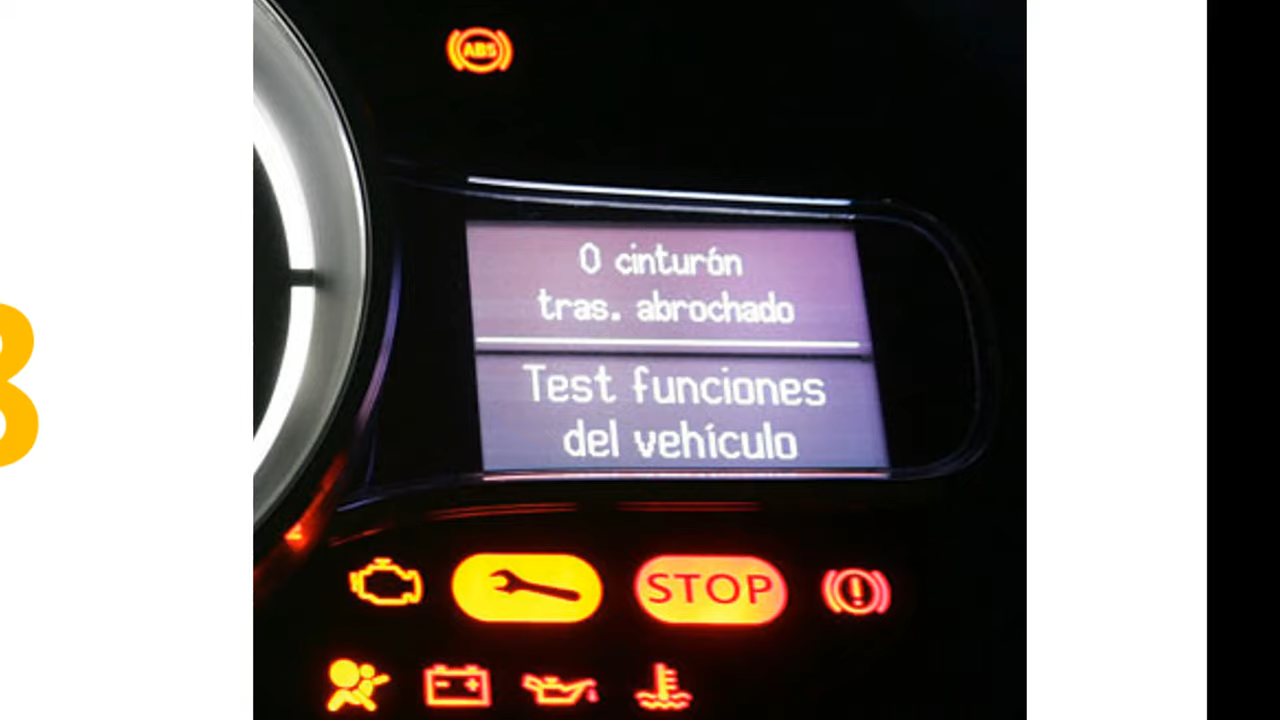 ABS
0 cinturón
tras. abrochado
Test funciones
del vehículo
STOP